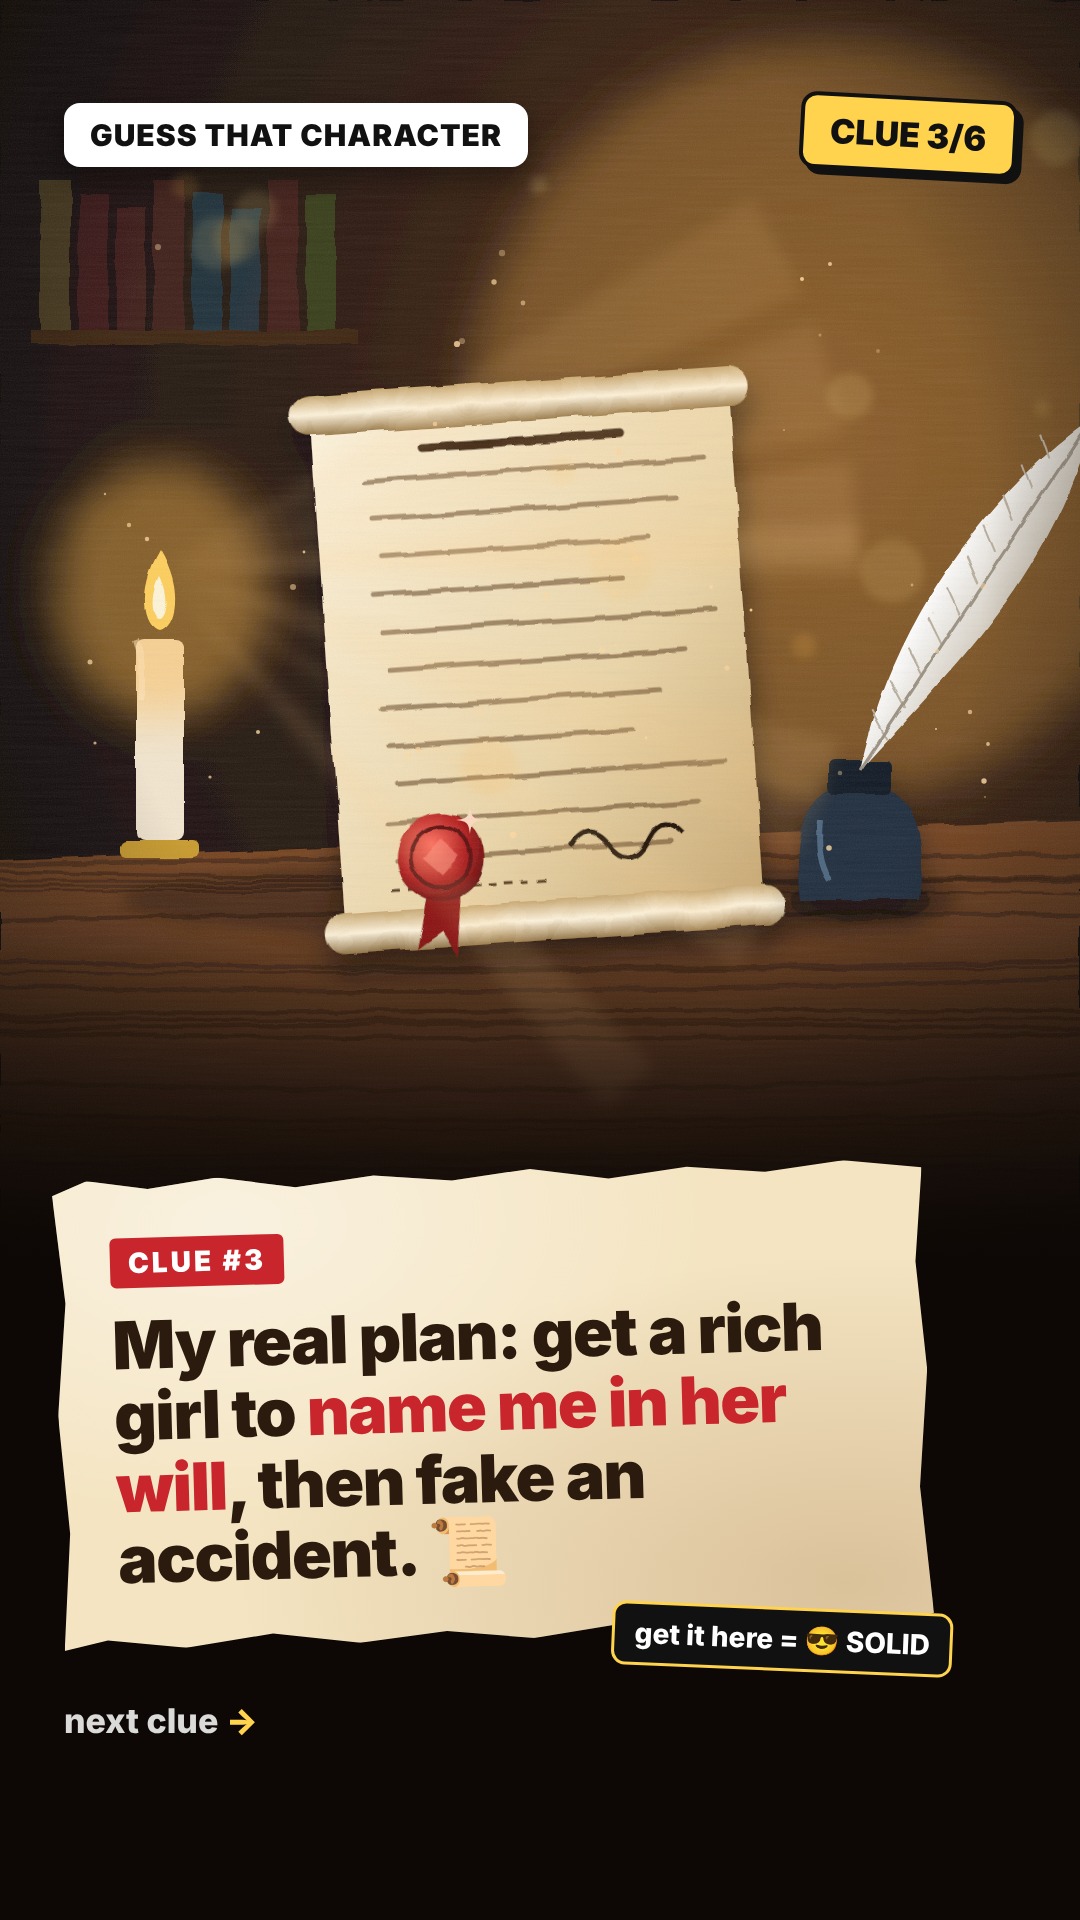 GUESS THAT CHARACTER
CLUE 3/6
CLUE #3
My real plan: get a rich
girl to name me in her
will, then fake an
accident. 📜
get it here = 😎 SOLID
next clue →